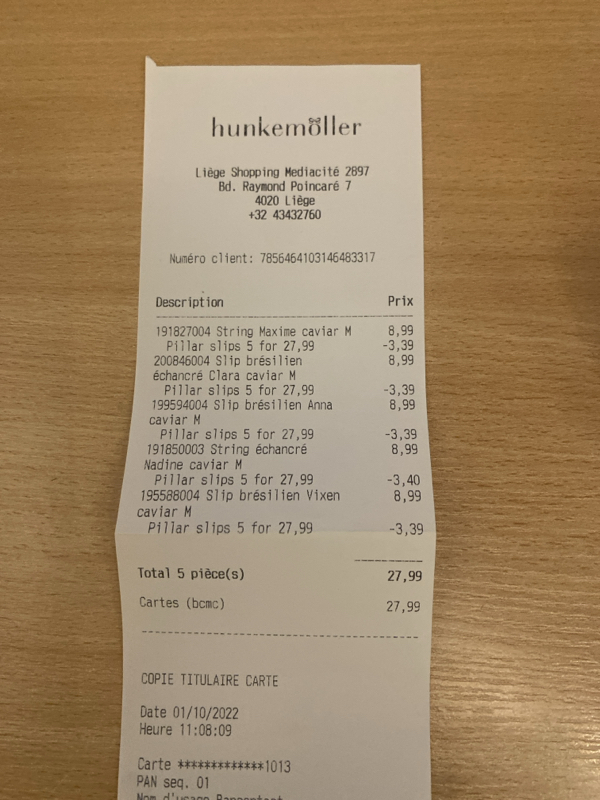 hunkemöller
Liège Shopping Mediacité 2897
Bd. Raymond Poincaré 7
4020 Liège
+32 43432760
Numéro client: 7856464103146483317
Description Prix
191827004 String Maxime caviar M 8,99
Pillar slips 5 for 27,99 -3,39
200846004 Slip brésilien 8,99
échancré Clara caviar M
Pillar slips 5 for 27,99 -3,39
199594004 Slip brésilien Anna 8,99
caviar M
Pillar slips 5 for 27,99 -3,39
191850003 String échancré 8,99
Nadine caviar M
Pillar slips 5 for 27,99 -3,40
195588004 Slip brésilien Vixen 8,99
caviar M
Pillar slips 5 for 27,99 -3,39
Total 5 pièce(s) 27,99
Cartes (bcmc) 27,99
COPIE TITULAIRE CARTE
Date 01/10/2022
Heure 11:08:09
Carte *************1013
PAN seq. 01
Nom d'usage